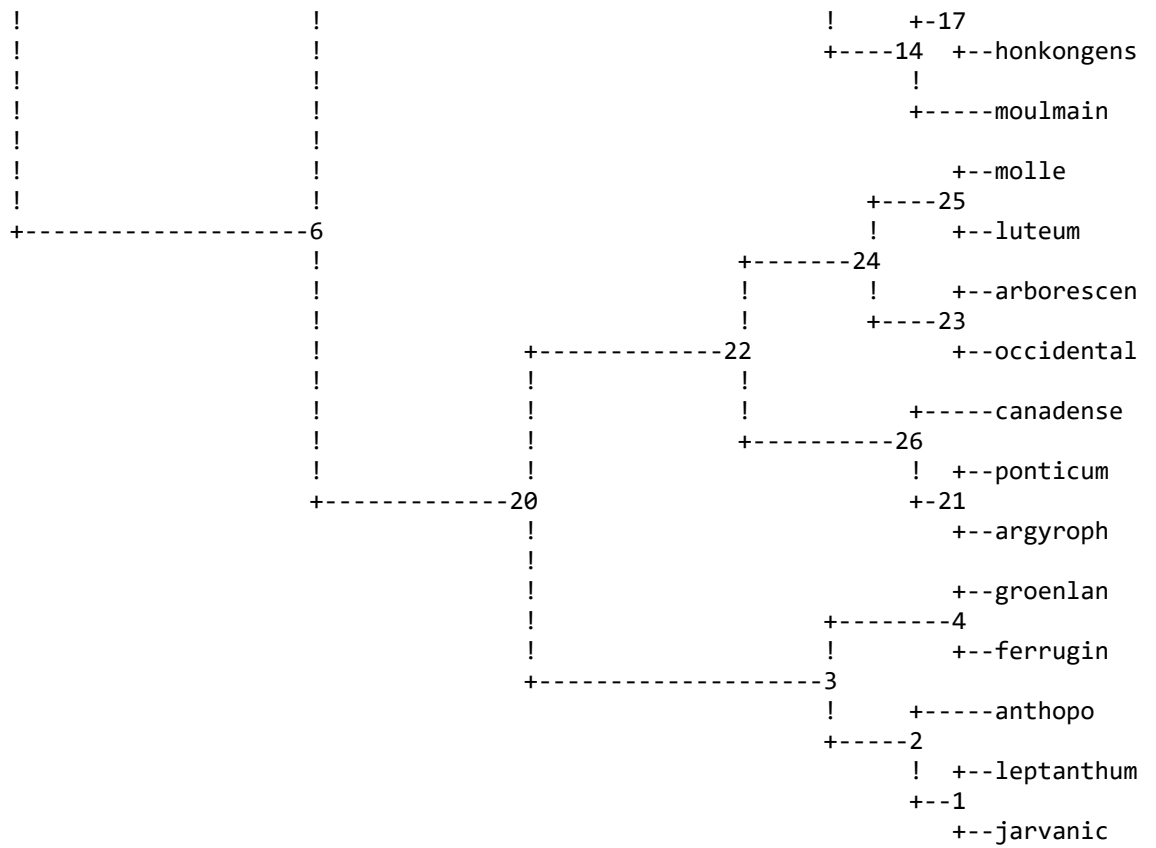 !                   !                                  !     +-17
!                   !                                  +----14  +--honkongens
!                   !                                        !
!                   !                                        +-----moulmain
!                   !
!                   !                                           +--molle
!                   !                                     +----25
+-------------------6                                     !     +--luteum
                    !                            +-------24
                    !                            !        !     +--arborescen
                    !                            !        +----23
                    !              +-------------22             +--occidental
                    !              !             !
                    !              !             !           +-----canadense
                    !              !             +----------26
                    !              !                         !  +--ponticum
                    +-------------20                         +-21
                                   !                            +--argyroph
                                   !
                                   !                            +--groenlan
                                   !                   +--------4
                                   !                   !        +--ferrugin
                                   +-------------------3
                                                       !     +-----anthopo
                                                       +-----2
                                                             !  +--leptanthum
                                                             +--1
                                                                +--jarvanic